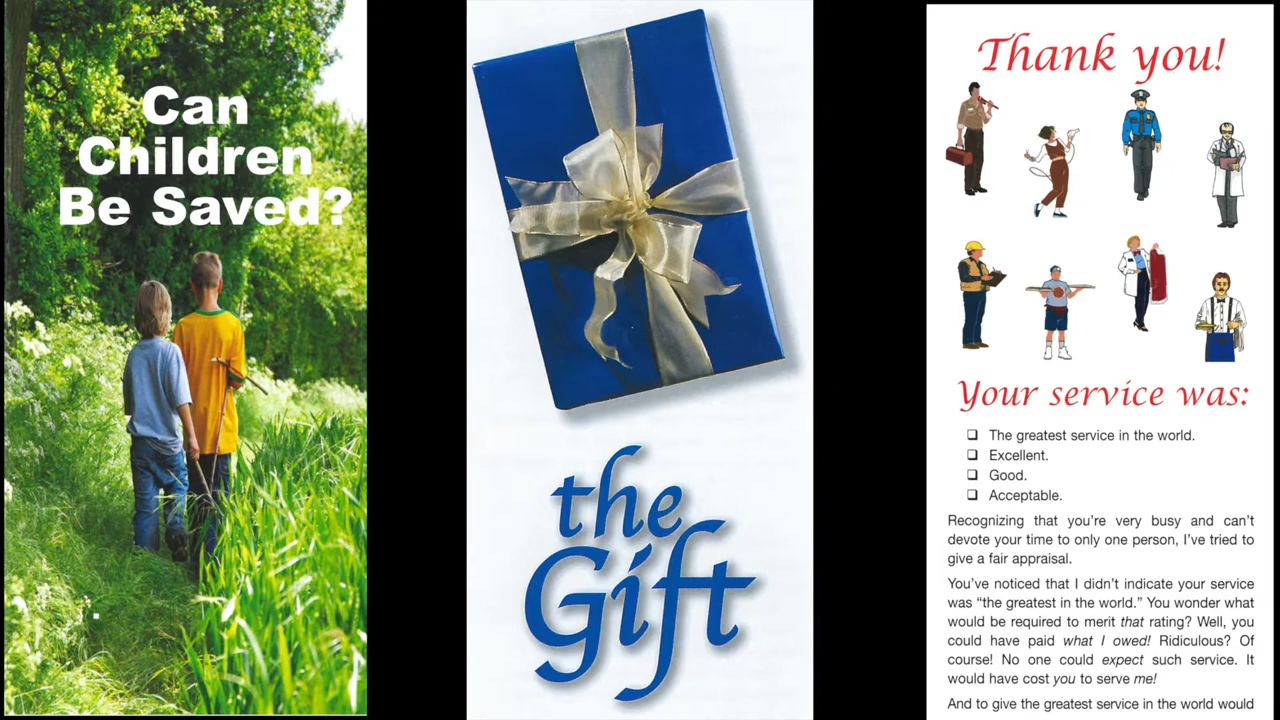 Can
Children
Be Saved?
the
Gift
Thank you!
Your service was:
❑ The greatest service in the world.
❑ Excellent.
❑ Good.
❑ Acceptable.
Recognizing that you’re very busy and can’t
devote your time to only one person, I’ve tried to
give a fair appraisal.
You’ve noticed that I didn’t indicate your service
was “the greatest in the world.” You wonder what
would be required to merit that rating? Well, you
could have paid what I owed! Ridiculous? Of
course! No one could expect such service. It
would have cost you to serve me!
And to give the greatest service in the world would